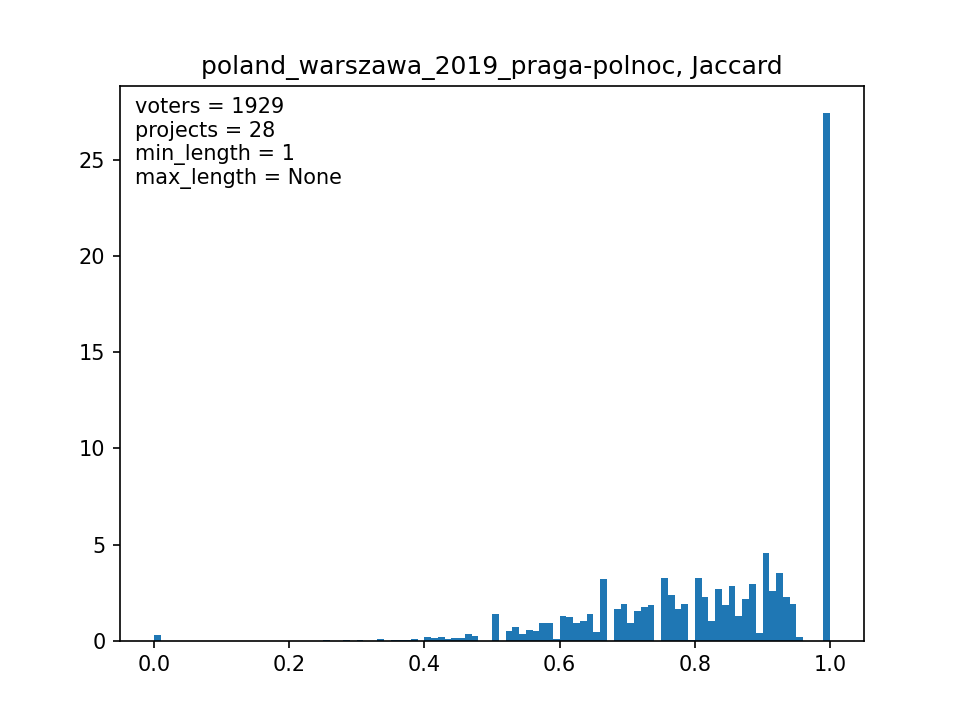 poland_warszawa_2019_praga-polnoc, Jaccard
voters = 1929
projects = 28
min_length = 1
max_length = None
25
20
15
10
5
0
0.0 0.2 0.4 0.6 0.8 1.0